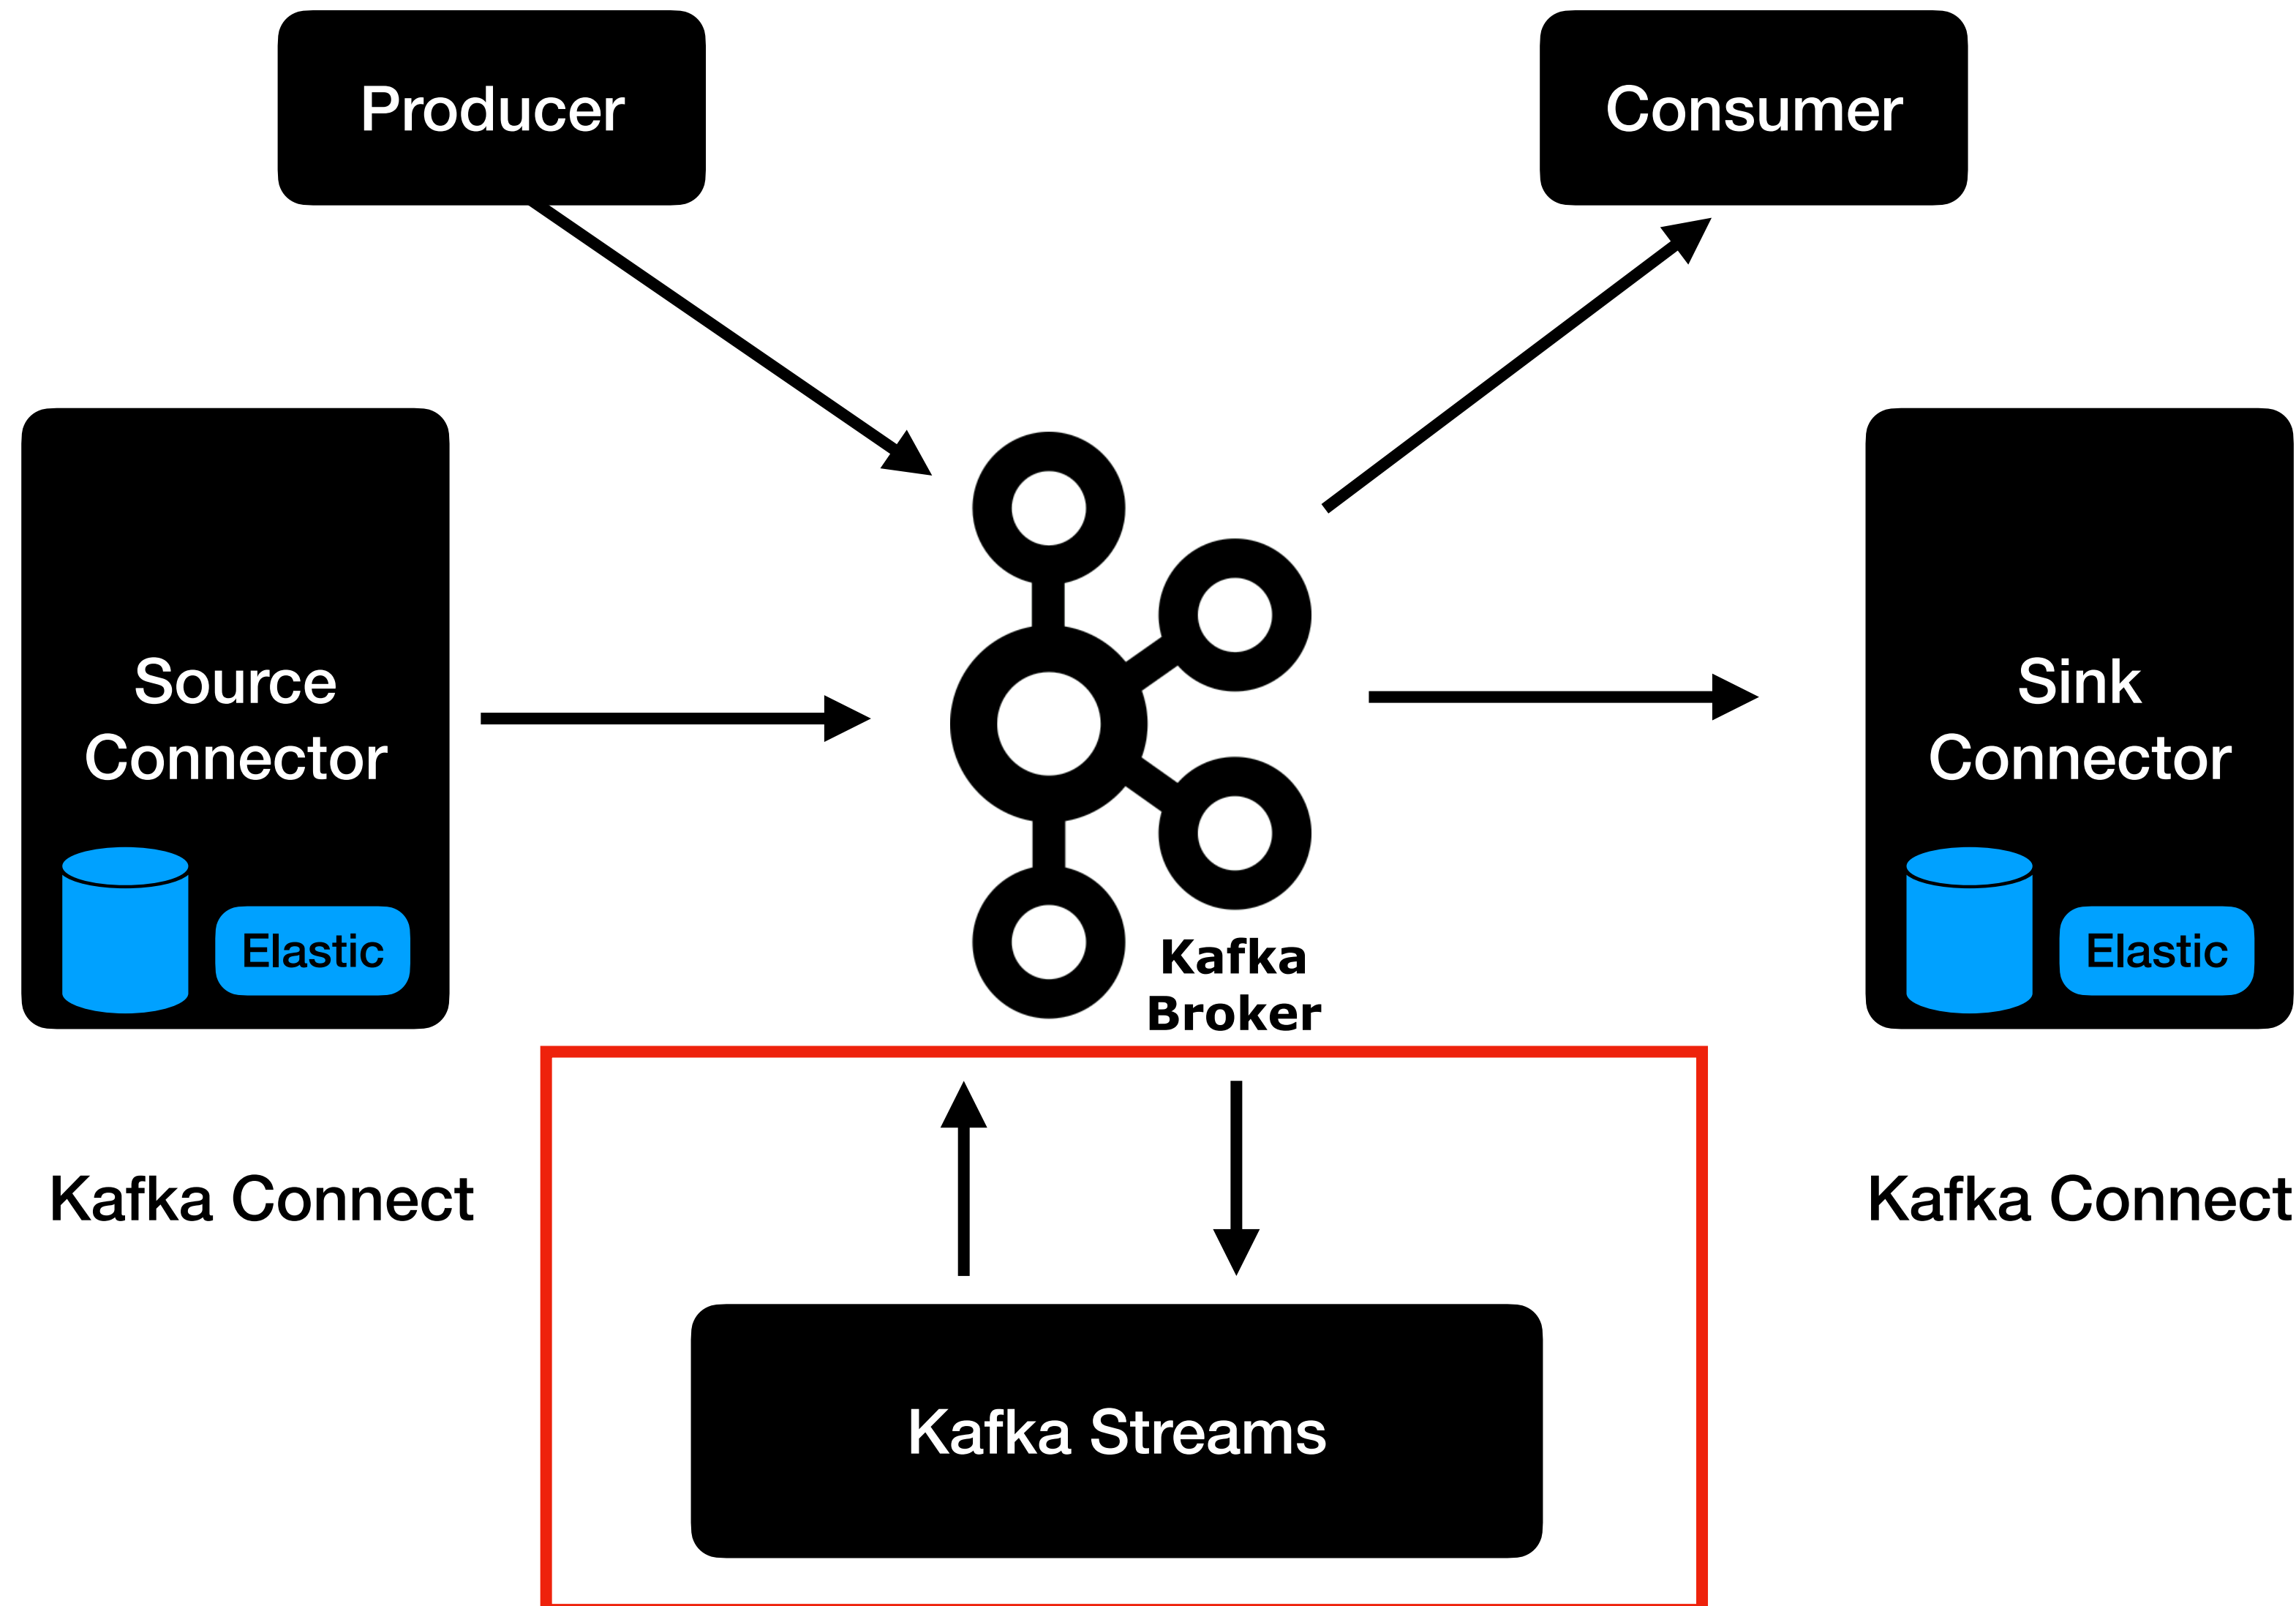 Producer
Consumer
Source
Connector
Elastic
Kafka
Broker
Sink
Connector
Elastic
Kafka Connect
Kafka Connect
Kafka Streams